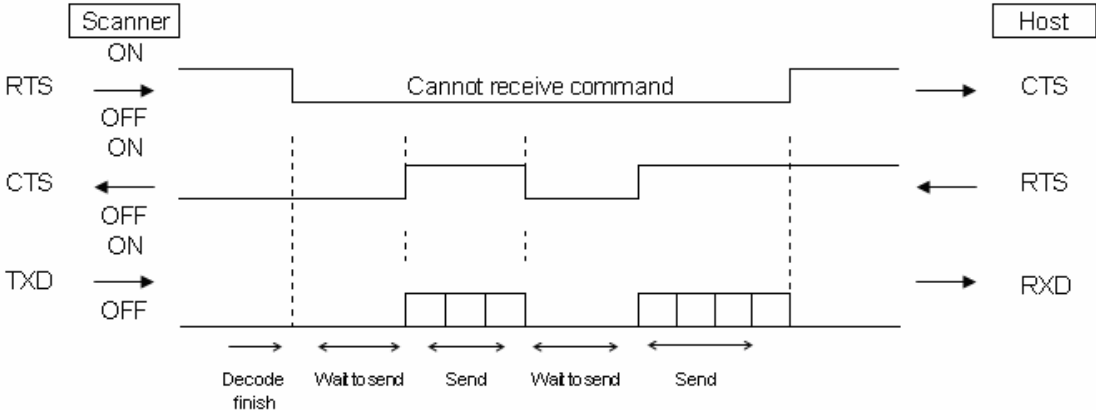 Scanner
Host
ON
RTS
Cannot receive command
CTS
OFF
ON
CTS
RTS
OFF
ON
TXD
RXD
OFF
Decode finish
Wait to send
Send
Wait to send
Send